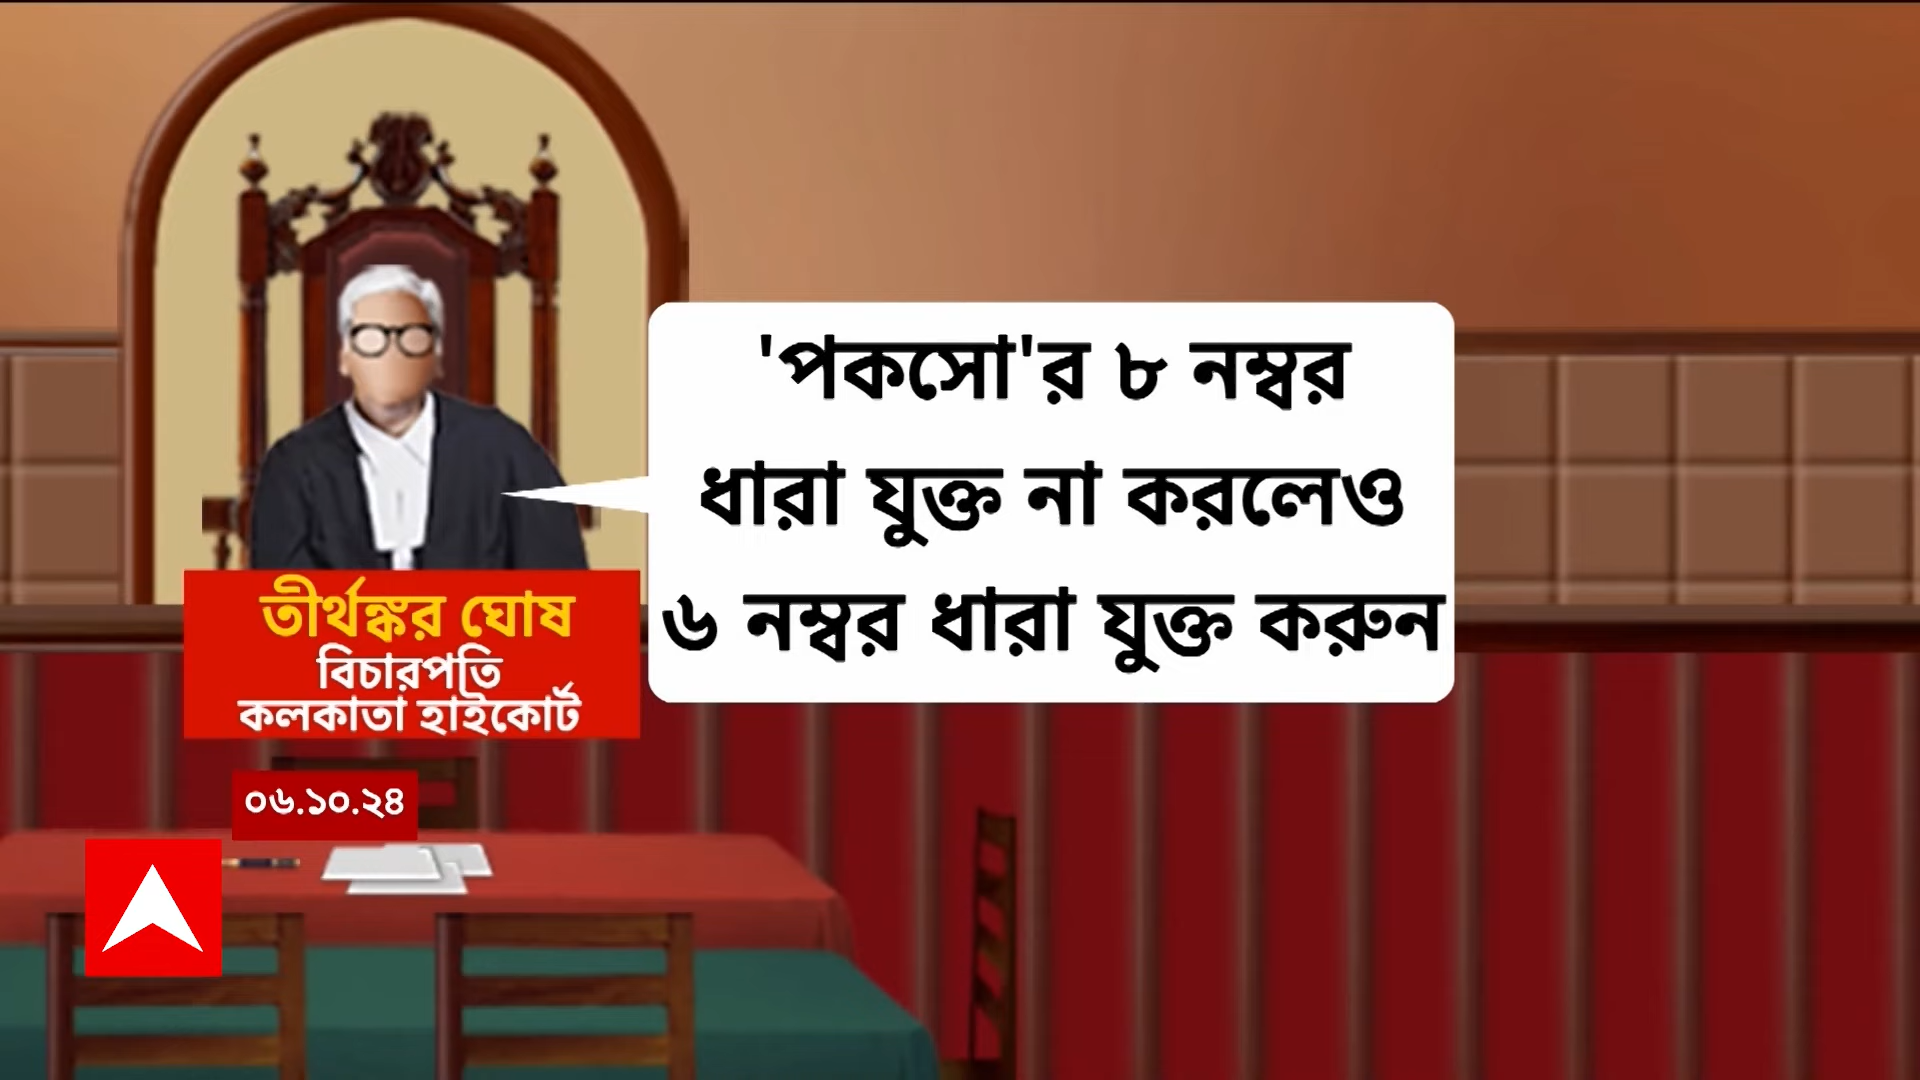 'পকসো'র ৮ নম্বর
ধারা যুক্ত না করলেও
৬ নম্বর ধারা যুক্ত করুন
তীর্থঙ্কর ঘোষ
বিচারপতি
কলকাতা হাইকোর্ট
০৬.১০.২৪